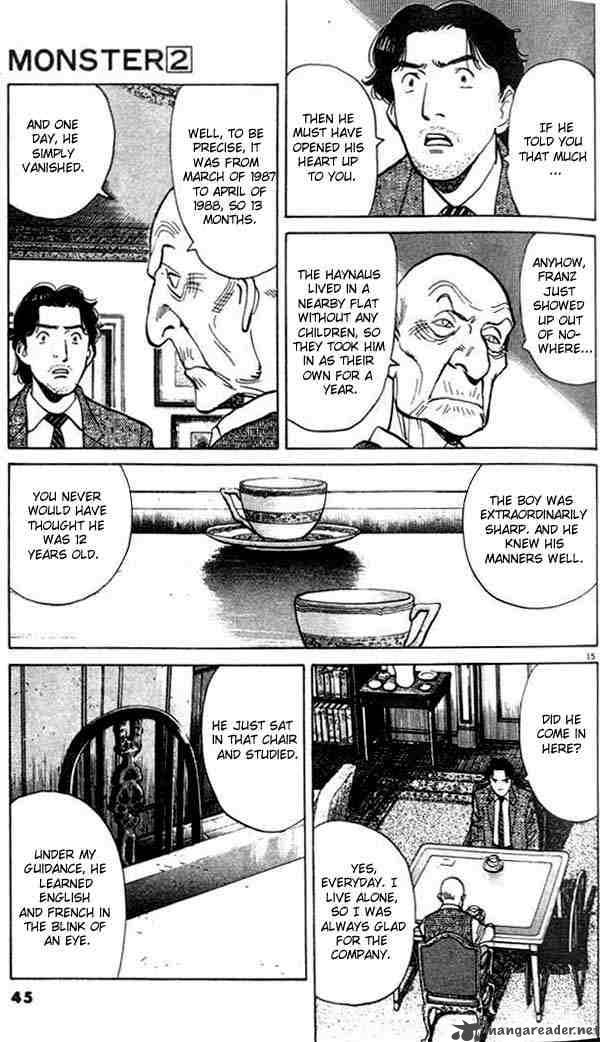 MONSTER 2
IF HE
TOLD YOU
THAT MUCH
...
THEN HE
MUST HAVE
OPENED HIS
HEART UP
TO YOU.
WELL, TO BE
PRECISE, IT
WAS FROM
MARCH OF 1987
TO APRIL OF
1988, SO 13
MONTHS.
AND ONE
DAY, HE
SIMPLY
VANISHED.
ANYHOW,
FRANZ
JUST
SHOWED
UP OUT
OF NO-
WHERE...
THE HAYNAUS
LIVED IN A
NEARBY FLAT
WITHOUT ANY
CHILDREN, SO
THEY TOOK HIM
IN AS THEIR
OWN FOR A
YEAR.
THE BOY WAS
EXTRAORDINARILY
SHARP. AND HE
KNEW HIS
MANNERS WELL.
YOU NEVER
WOULD HAVE
THOUGHT HE
WAS 12
YEARS OLD.
15
DID HE
COME IN
HERE?
YES,
EVERYDAY. I
LIVE ALONE,
SO I WAS
ALWAYS GLAD
FOR THE
COMPANY.
HE JUST SAT
IN THAT CHAIR
AND STUDIED.
UNDER MY
GUIDANCE, HE
LEARNED
ENGLISH
AND FRENCH IN
THE BLINK OF
AN EYE.
45
mangareader.net